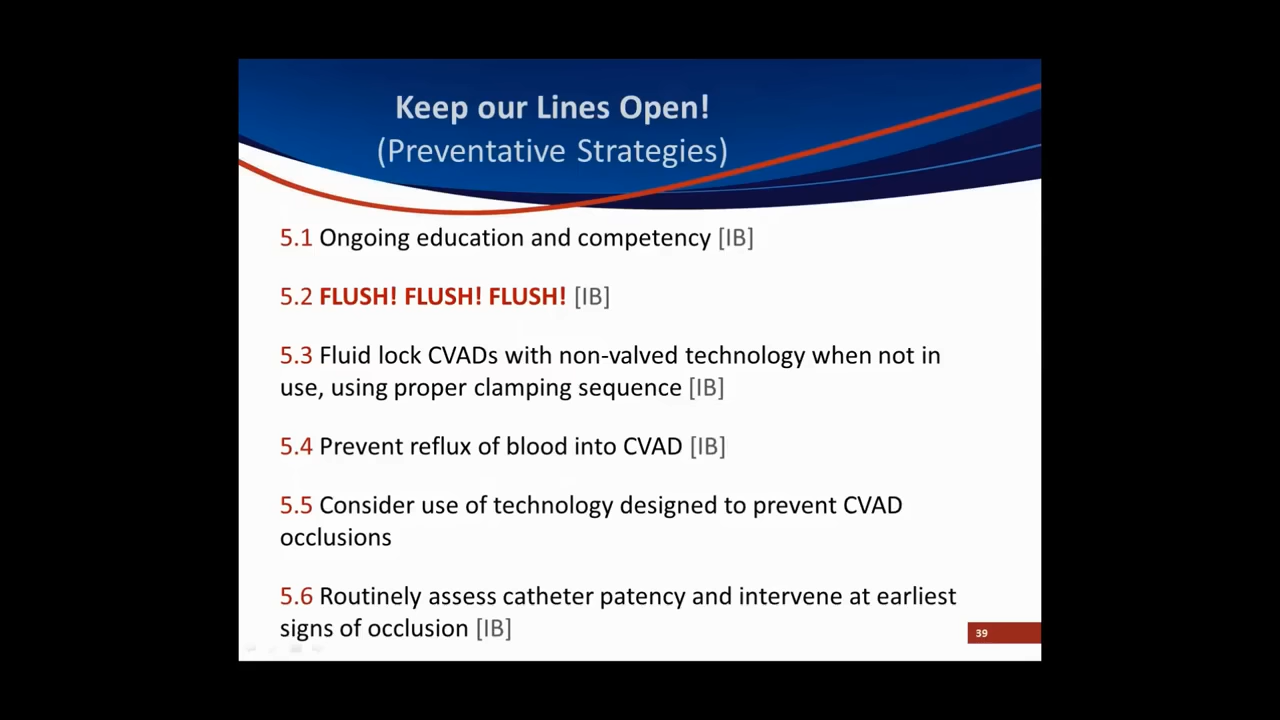 Keep our Lines Open!
(Preventative Strategies)
5.1 Ongoing education and competency [IB]
5.2 FLUSH! FLUSH! FLUSH! [IB]
5.3 Fluid lock CVADs with non-valved technology when not in
use, using proper clamping sequence [IB]
5.4 Prevent reflux of blood into CVAD [IB]
5.5 Consider use of technology designed to prevent CVAD
occlusions
5.6 Routinely assess catheter patency and intervene at earliest
signs of occlusion [IB]
39